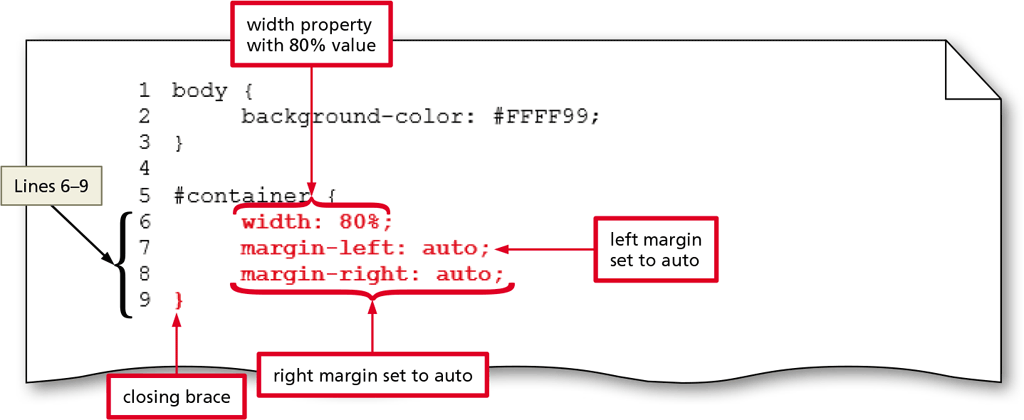 width property
with 80% value
1 body {
2 background-color: #FFFF99;
3 }
4
Lines 6–9
5 #container {
6 width: 80%;
7 margin-left: auto;
8 margin-right: auto;
9 }
left margin
set to auto
right margin set to auto
closing brace